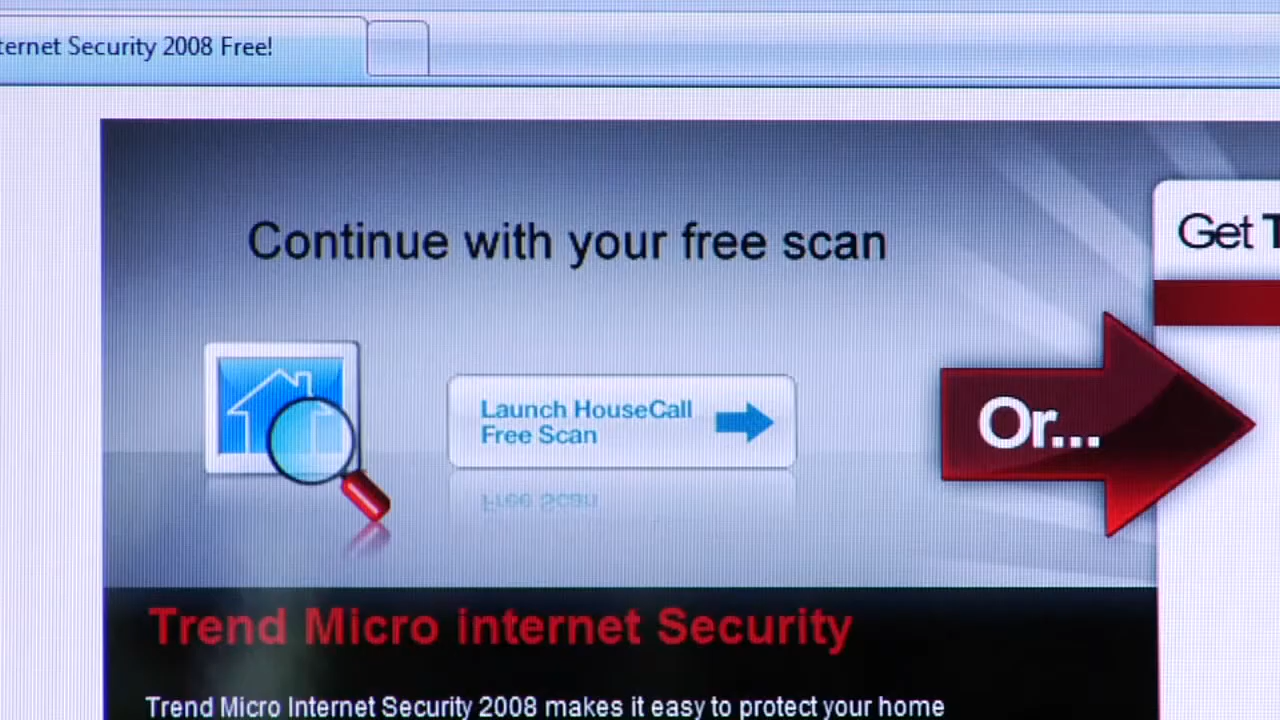 ternet Security 2008 Free!
Continue with your free scan
Get
Launch HouseCall
Free Scan
Or...
Trend Micro Internet Security
Trend Micro Internet Security 2008 makes it easy to protect your home